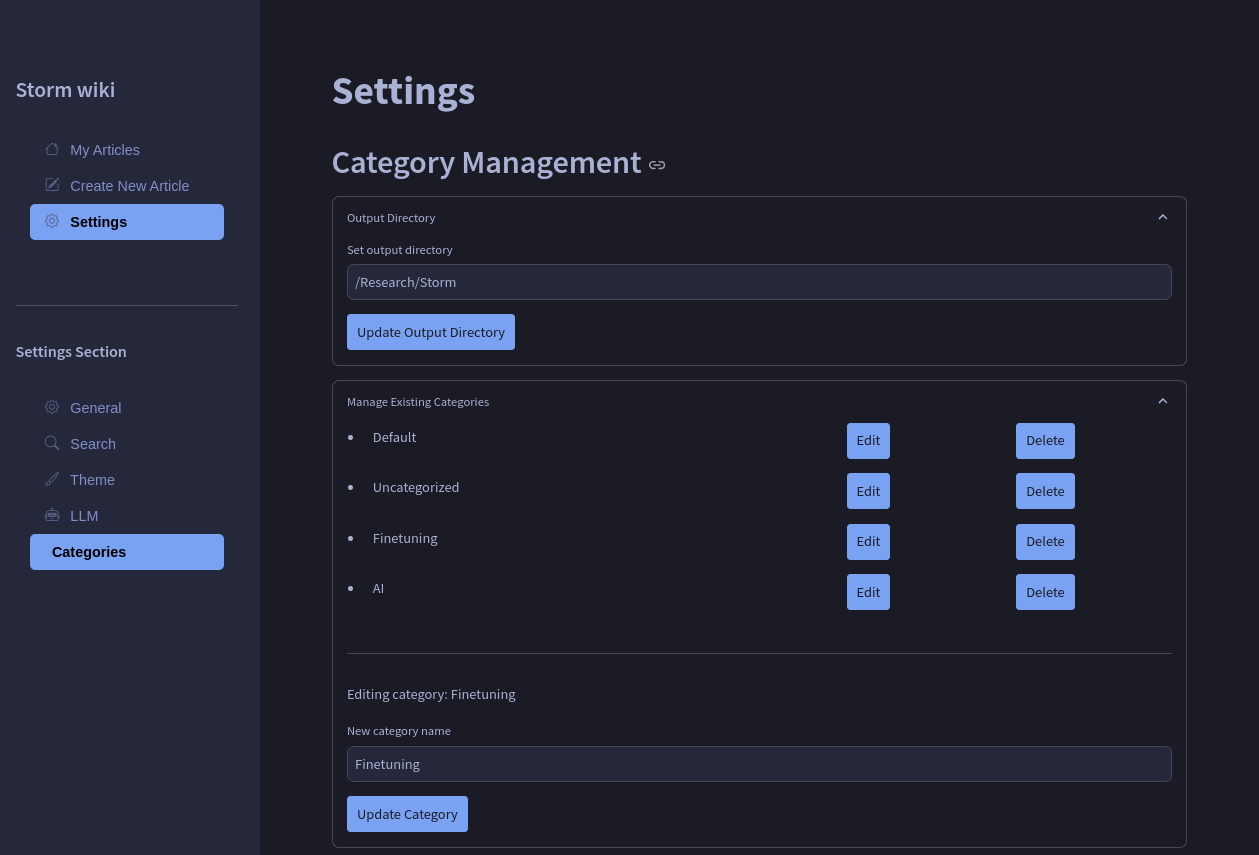 Storm wiki
My Articles
Create New Article
Settings
Settings Section
General
Search
Theme
LLM
Categories
Settings
Category Management
Output Directory
Set output directory
/Research/Storm
Update Output Directory
Manage Existing Categories
Default Edit Delete
Uncategorized Edit Delete
Finetuning Edit Delete
AI Edit Delete
Editing category: Finetuning
New category name
Finetuning
Update Category